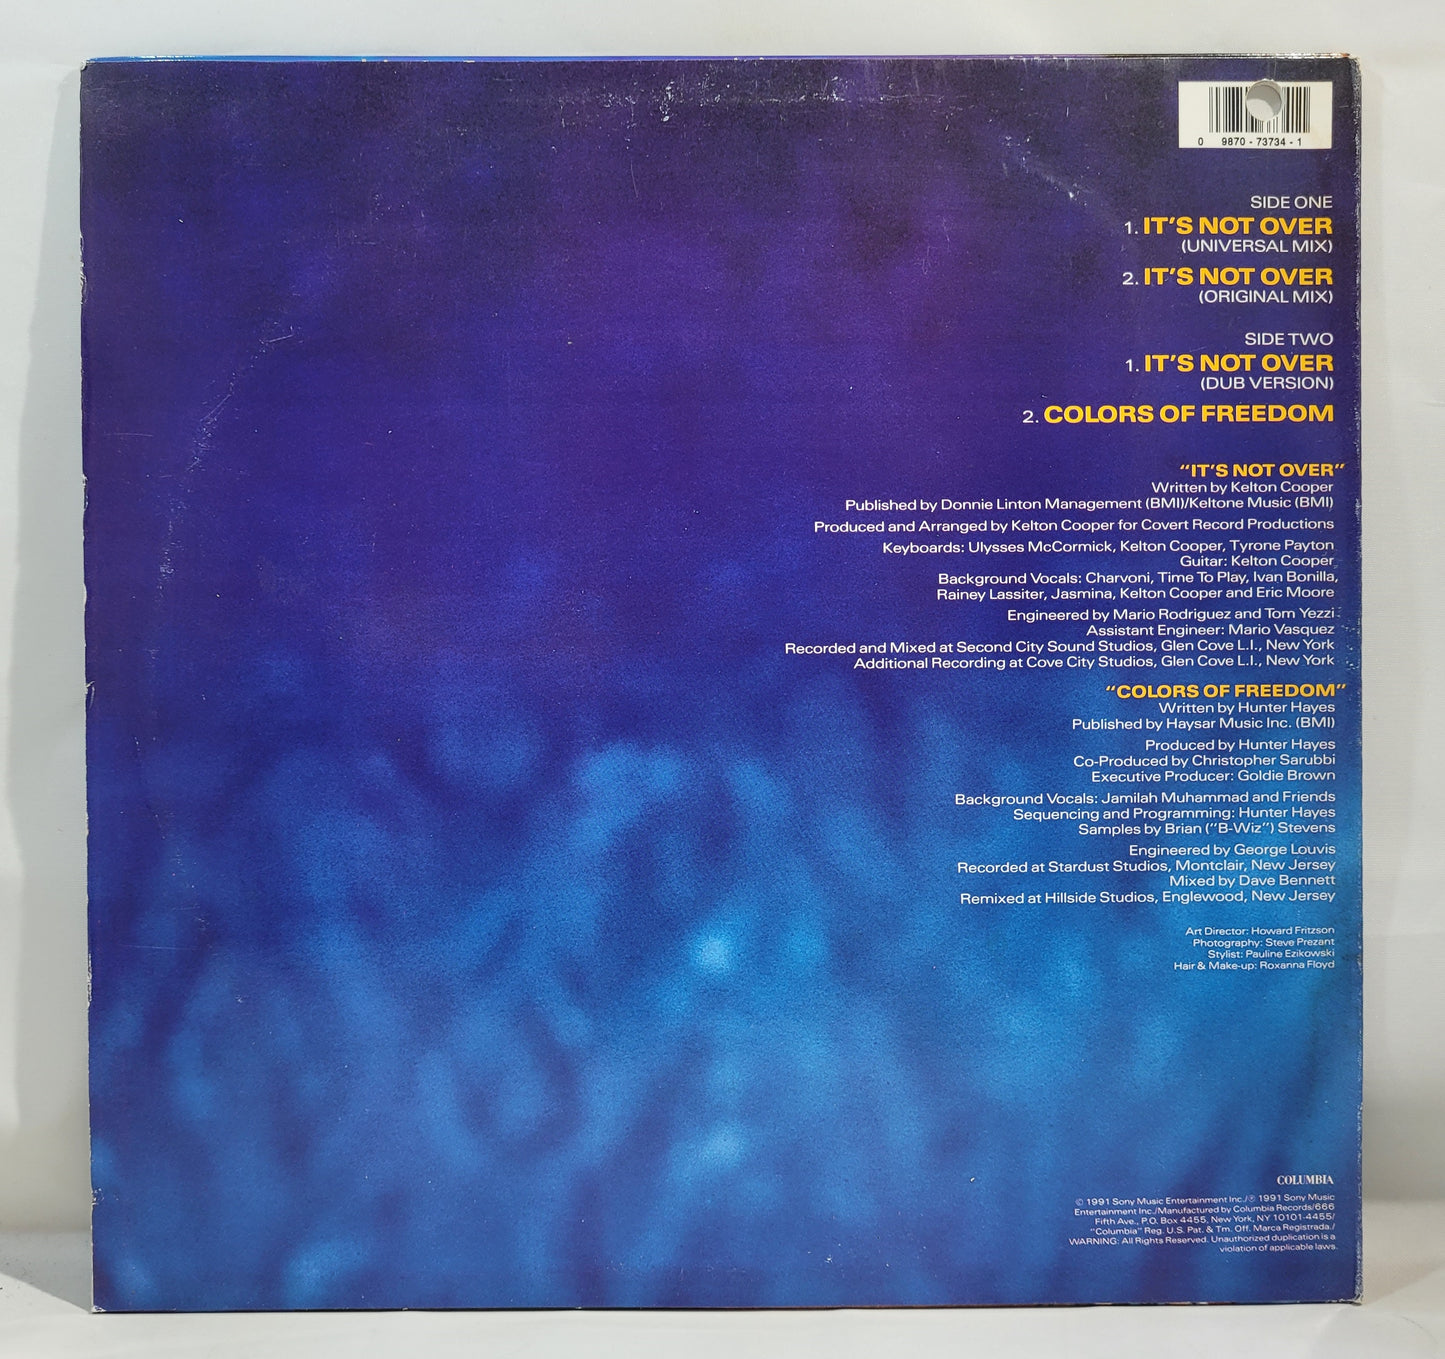 0 9870 - 73734 - 1
SIDE ONE
1. IT'S NOT OVER
(UNIVERSAL MIX)
2. IT'S NOT OVER
(ORIGINAL MIX)
SIDE TWO
1. IT'S NOT OVER
(DUB VERSION)
2. COLORS OF FREEDOM
"IT'S NOT OVER"
Written by Kelton Cooper
Published by Donnie Linton Management (BMI)/Keltone Music (BMI)
Produced and Arranged by Kelton Cooper for Covert Record Productions
Keyboards: Ulysses McCormick, Kelton Cooper, Tyrone Payton
Guitar: Kelton Cooper
Background Vocals: Charvoni, Time To Play, Ivan Bonilla,
Rainey Lassiter, Jasmina, Kelton Cooper and Eric Moore
Engineered by Mario Rodriguez and Tom Yezzi
Assistant Engineer: Mario Vasquez
Recorded and Mixed at Second City Sound Studios, Glen Cove L.I., New York
Additional Recording at Cove City Studios, Glen Cove L.I., New York
"COLORS OF FREEDOM"
Written by Hunter Hayes
Published by Haysar Music Inc. (BMI)
Produced by Hunter Hayes
Co-Produced by Christopher Sarubbi
Executive Producer: Goldie Brown
Background Vocals: Jamilah Muhammad and Friends
Sequencing and Programming: Hunter Hayes
Samples by Brian ("B-Wiz") Stevens
Engineered by George Louvis
Recorded at Stardust Studios, Montclair, New Jersey
Mixed by Dave Bennett
Remixed at Hillside Studios, Englewood, New Jersey
Art Director: Howard Fritzson
Photography: Steve Prezant
Stylist: Pauline Ezikowski
Hair & Make-up: Roxanna Floyd
COLUMBIA
© 1991 Sony Music Entertainment Inc./℗ 1991 Sony Music
Entertainment Inc./Manufactured by Columbia Records/666
Fifth Ave., P.O. Box 4455, New York, NY 10101-4455/
"Columbia" Reg. U.S. Pat. & Tm. Off. Marca Registrada./
WARNING: All Rights Reserved. Unauthorized duplication is a
violation of applicable laws.